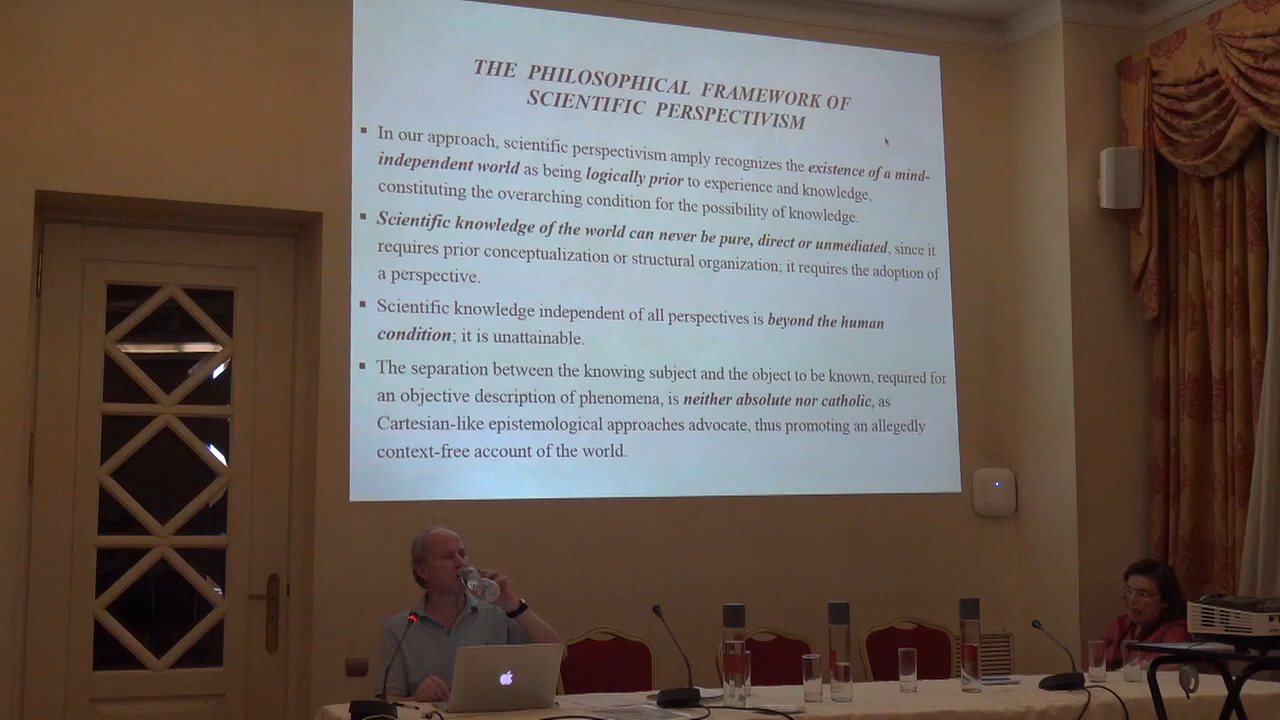 THE PHILOSOPHICAL FRAMEWORK OF
SCIENTIFIC PERSPECTIVISM
▪ In our approach, scientific perspectivism amply recognizes the existence of a mind-
independent world as being logically prior to experience and knowledge,
constituting the overarching condition for the possibility of knowledge.
▪ Scientific knowledge of the world can never be pure, direct or unmediated, since it
requires prior conceptualization or structural organization; it requires the adoption of
a perspective.
▪ Scientific knowledge independent of all perspectives is beyond the human
condition; it is unattainable.
▪ The separation between the knowing subject and the object to be known, required for
an objective description of phenomena, is neither absolute nor catholic, as
Cartesian-like epistemological approaches advocate, thus promoting an allegedly
context-free account of the world.